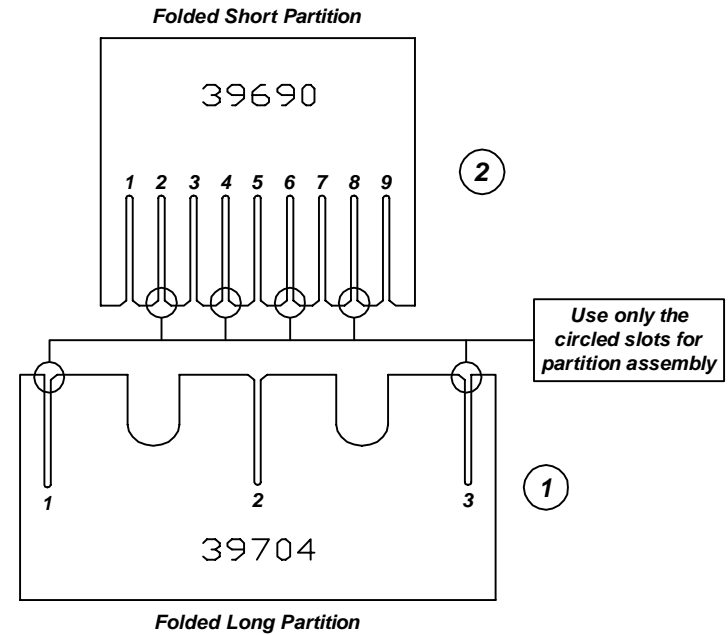 Folded Short Partition
39690
1 2 3 4 5 6 7 8 9
2
Use only the
circled slots for
partition assembly
1 2 3
1
39704
Folded Long Partition